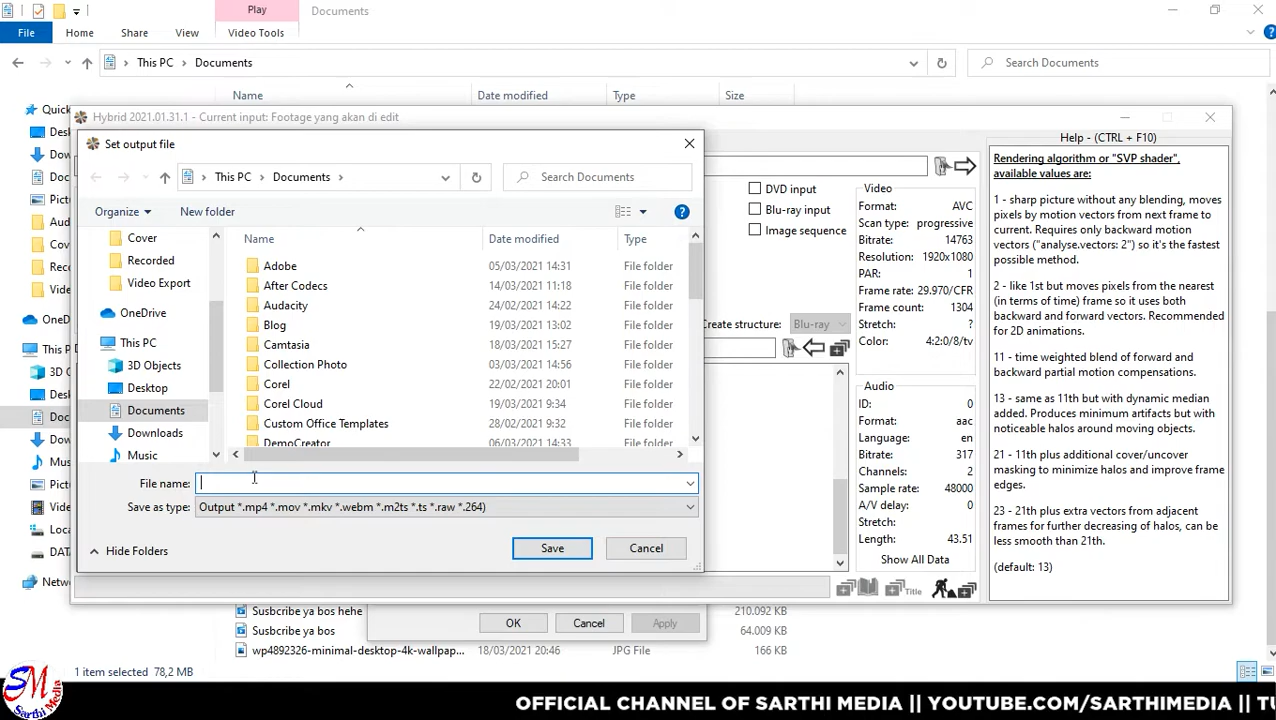 Play
Documents
File
Home
Share
View
Video Tools
This PC
Documents
Search Documents
Name
Date modified
Type
Size
Quick
Hybrid 2021.01.31.1 - Current input: Footage yang akan di edit
Set output file
This PC
Documents
Search Documents
Organize
New folder
Name
Date modified
Type
Cover
Recorded
Video Export
OneDrive
This PC
3D Objects
Desktop
Documents
Downloads
Music
Adobe 05/03/2021 14:31 File folder
After Codecs 14/03/2021 11:18 File folder
Audacity 24/02/2021 14:22 File folder
Blog 19/03/2021 13:02 File folder
Camtasia 18/03/2021 15:27 File folder
Collection Photo 03/03/2021 14:56 File folder
Corel 22/02/2021 20:01 File folder
Corel Cloud 19/03/2021 9:34 File folder
Custom Office Templates 28/02/2021 9:32 File folder
DemoCreator 06/03/2021 14:33 File folder
File name:
Save as type: Output *.mp4 *.mov *.mkv *.webm *.m2ts *.ts *.raw *.264)
Hide Folders
Save
Cancel
DVD input
Blu-ray input
Image sequence
Create structure: Blu-ray
Video
Format: AVC
Scan type: progressive
Bitrate: 14763
Resolution: 1920x1080
PAR: 1
Frame rate: 29.970/CFR
Frame count: 1304
Stretch: ?
Color: 4:2:0/8/tv
Audio
ID: 0
Format: aac
Language: en
Bitrate: 317
Channels: 2
Sample rate: 48000
A/V delay: 0
Stretch:
Length: 43.51
Show All Data
Title
Help - (CTRL + F10)
Rendering algorithm or "SVP shader",
available values are:
1 - sharp picture without any blending, moves
pixels by motion vectors from next frame to
current. Requires only backward motion
vectors ("analyse.vectors: 2") so it's the fastest
possible method.
2 - like 1st but moves pixels from the nearest
(in terms of time) frame so it uses both
backward and forward vectors. Recommended
for 2D animations.
11 - time weighted blend of forward and
backward partial motion compensations.
13 - same as 11th but with dynamic median
added. Produces minimum artifacts but with
noticeable halos around moving objects.
21 - 11th plus additional cover/uncover
masking to minimize halos and improve frame
edges.
23 - 21th plus extra vectors from adjacent
frames for further decreasing of halos, can be
less smooth than 21th.
(default: 13)
Susbcribe ya bos hehe 210.092 KB
Susbcribe ya bos 64.009 KB
wp4892326-minimal-desktop-4k-wallpap... 18/03/2021 20:46 JPG File 166 KB
OK
Cancel
Apply
1 item selected 78,2 MB
SM
Sarthi Media
OFFICIAL CHANNEL OF SARTHI MEDIA || YOUTUBE.COM/SARTHIMEDIA || TU